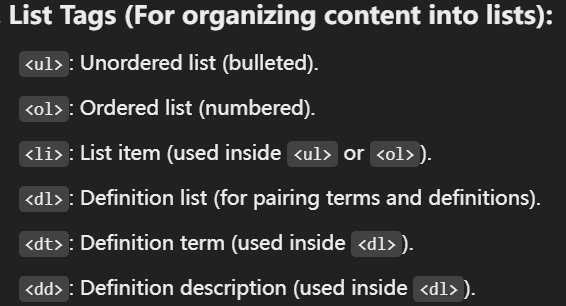 List Tags (For organizing content into lists):
<ul>: Unordered list (bulleted).
<ol>: Ordered list (numbered).
<li>: List item (used inside <ul> or <ol>).
<dl>: Definition list (for pairing terms and definitions).
<dt>: Definition term (used inside <dl>).
<dd>: Definition description (used inside <dl>).